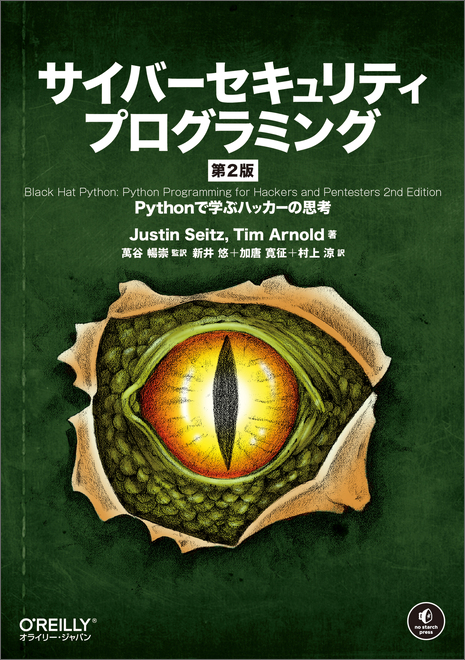 サイバーセキュリティ
プログラミング
第2版
Black Hat Python: Python Programming for Hackers and Pentesters 2nd Edition
Pythonで学ぶハッカーの思考
Justin Seitz, Tim Arnold 著
萬谷 暢崇 監訳 新井 悠+加唐 寛征+村上 涼 訳
O'REILLY®
オライリー・ジャパン
no starch
press